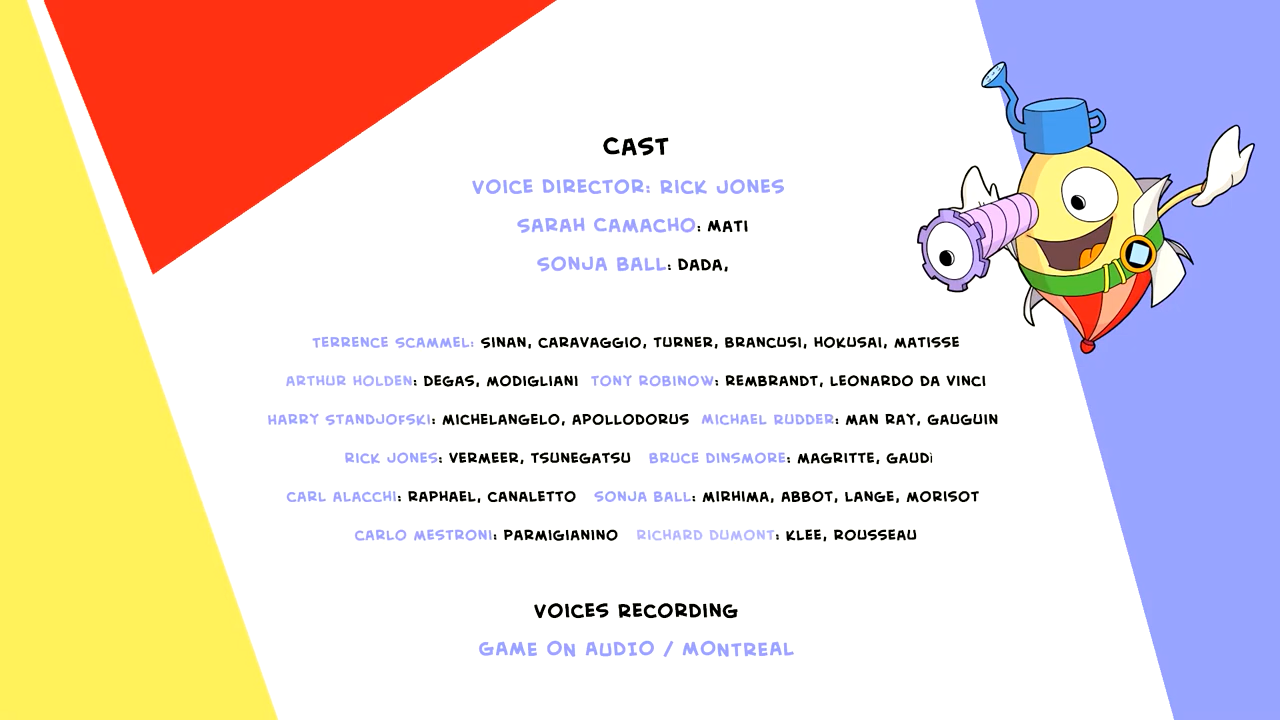 CAST
VOICE DIRECTOR: RICK JONES
SARAH CAMACHO: MATI
SONJA BALL: DADA,
TERRENCE SCAMMEL: SINAN, CARAVAGGIO, TURNER, BRANCUSI, HOKUSAI, MATISSE
ARTHUR HOLDEN: DEGAS, MODIGLIANI TONY ROBINOW: REMBRANDT, LEONARDO DA VINCI
HARRY STANDJOFSKI: MICHELANGELO, APOLLODORUS MICHAEL RUDDER: MAN RAY, GAUGUIN
RICK JONES: VERMEER, TSUNEGATSU BRUCE DINSMORE: MAGRITTE, GAUDì
CARL ALACCHI: RAPHAEL, CANALETTO SONJA BALL: MIRHIMA, ABBOT, LANGE, MORISOT
CARLO MESTRONI: PARMIGIANINO RICHARD DUMONT: KLEE, ROUSSEAU
VOICES RECORDING
GAME ON AUDIO / MONTREAL